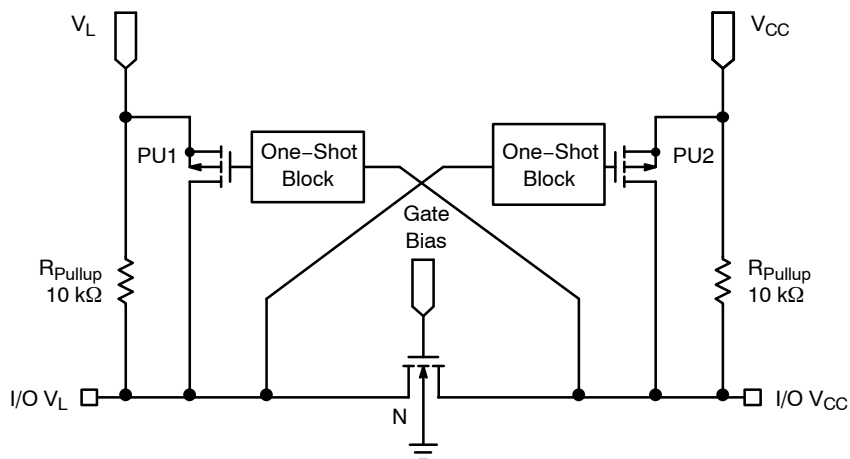 V_L
V_CC
PU1
One–Shot
Block
One–Shot
Block
PU2
Gate
Bias
R_Pullup
10 kΩ
R_Pullup
10 kΩ
I/O V_L
N
I/O V_CC